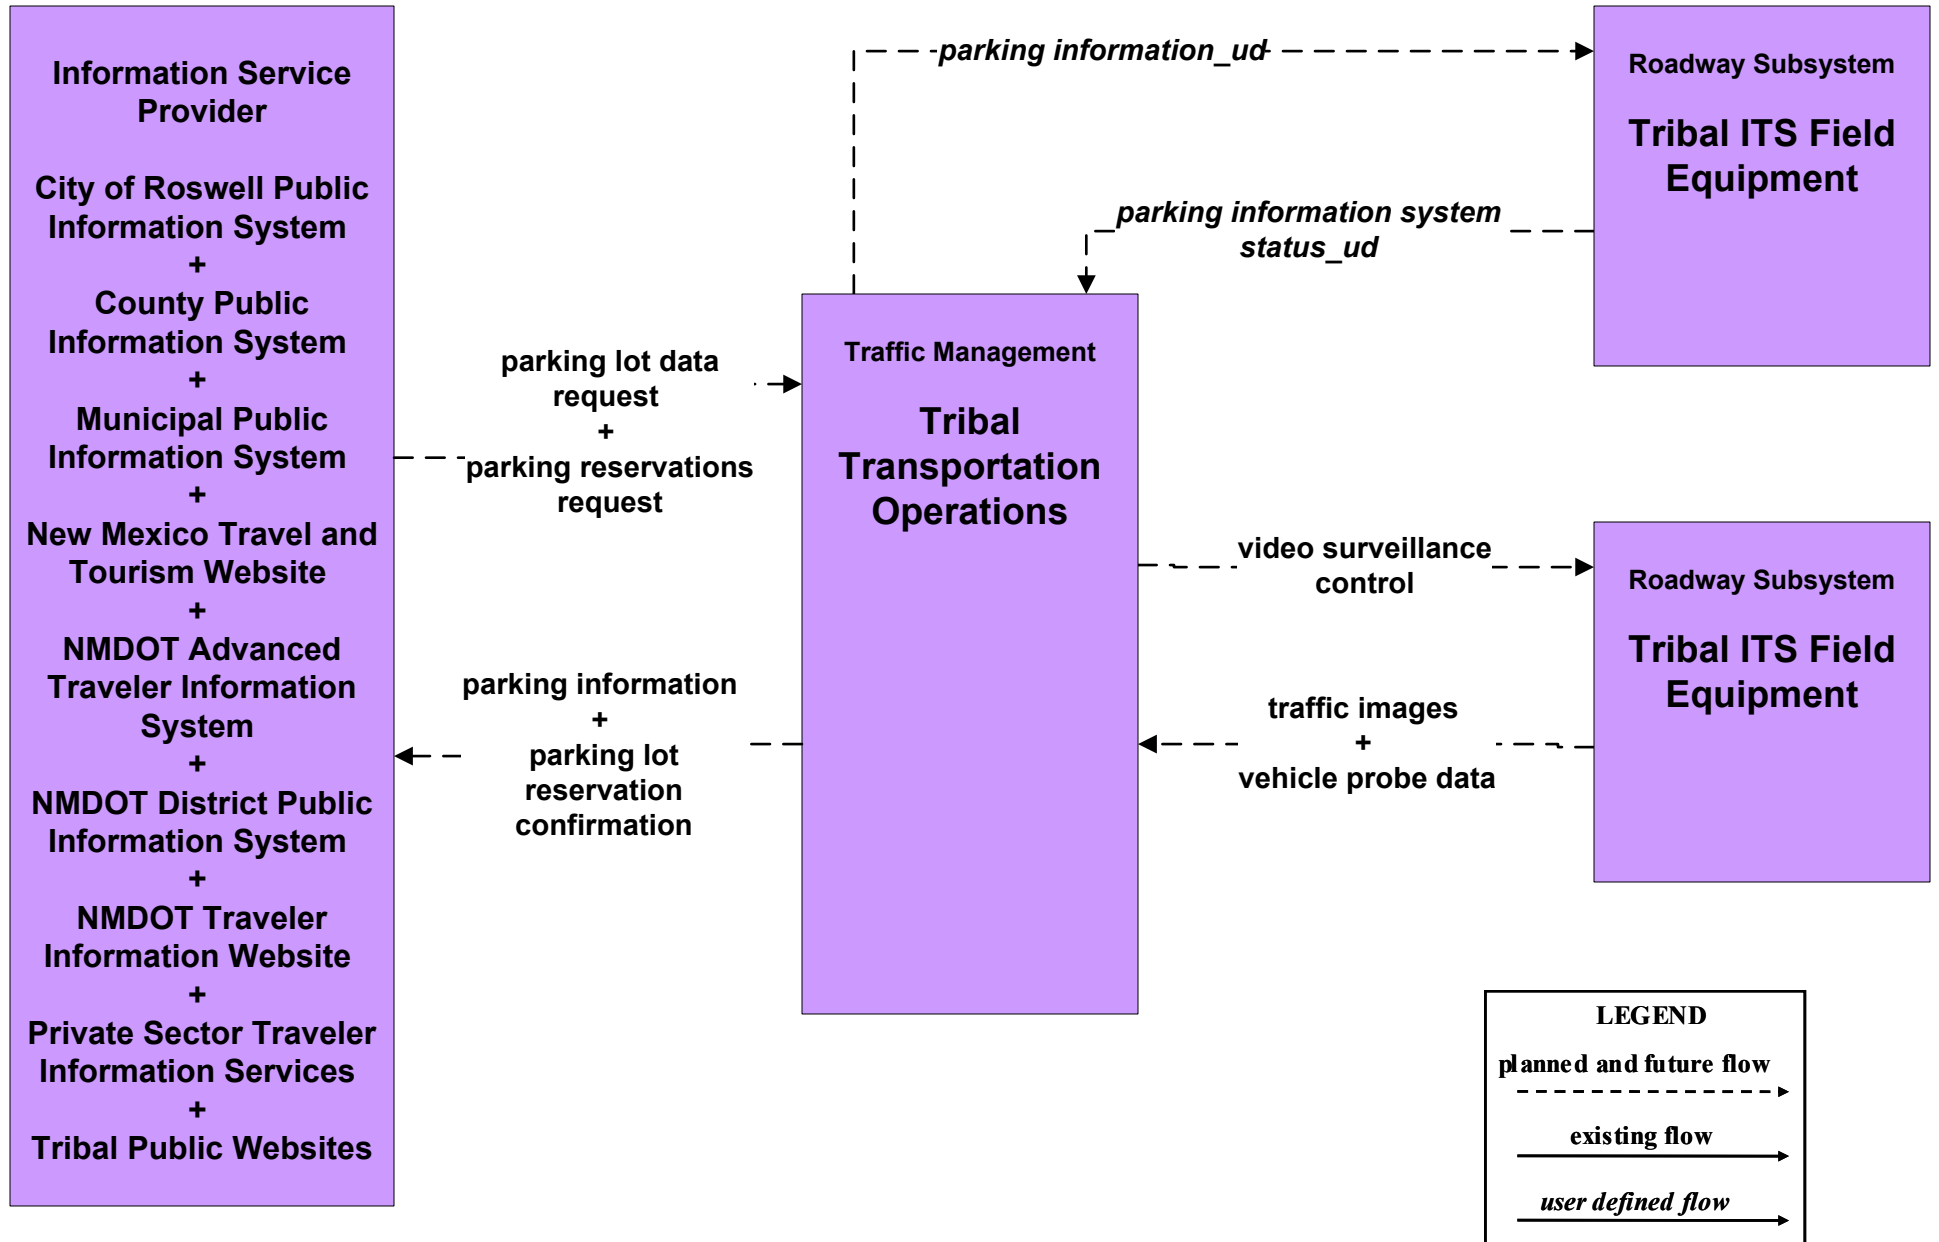 Information Service
Provider
City of Roswell Public
Information System
+
County Public
Information System
+
Municipal Public
Information System
+
New Mexico Travel and
Tourism Website
+
NMDOT Advanced
Traveler Information
System
+
NMDOT District Public
Information System
+
NMDOT Traveler
Information Website
+
Private Sector Traveler
Information Services
+
Tribal Public Websites
parking lot data
request
+
parking reservations
request
parking information
+
parking lot
reservation
confirmation
Traffic Management
Tribal
Transportation
Operations
parking information_ud
parking information system
status_ud
video surveillance
control
traffic images
+
vehicle probe data
Roadway Subsystem
Tribal ITS Field
Equipment
Roadway Subsystem
Tribal ITS Field
Equipment
LEGEND
planned and future flow
existing flow
user defined flow